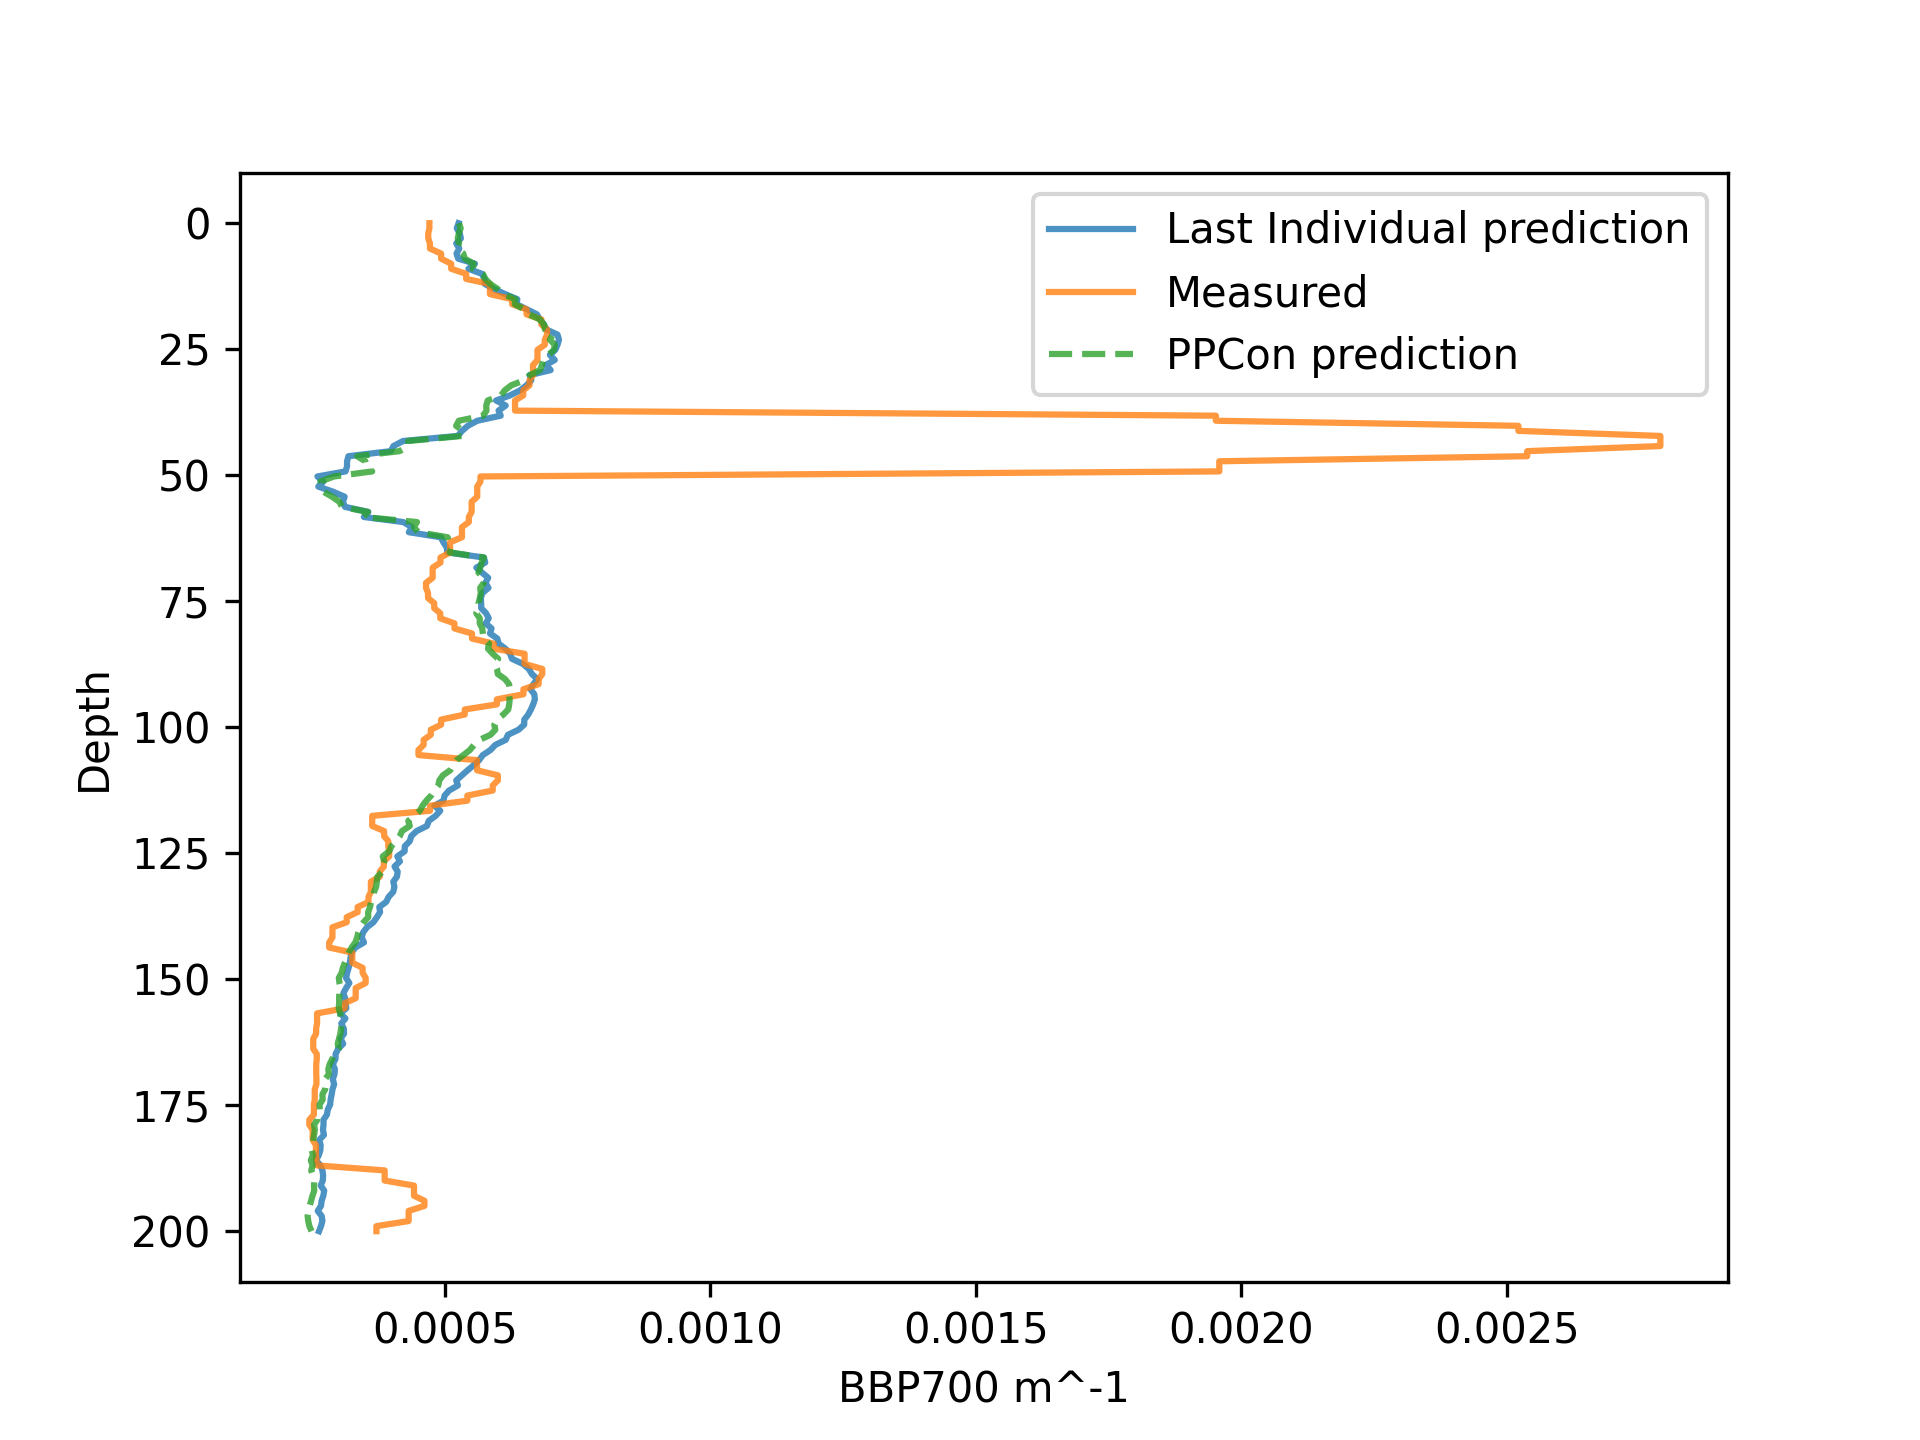 Last Individual prediction
Measured
PPCon prediction
0
25
50
75
100
125
150
175
200
Depth
0.0005 0.0010 0.0015 0.0020 0.0025
BBP700 m^-1